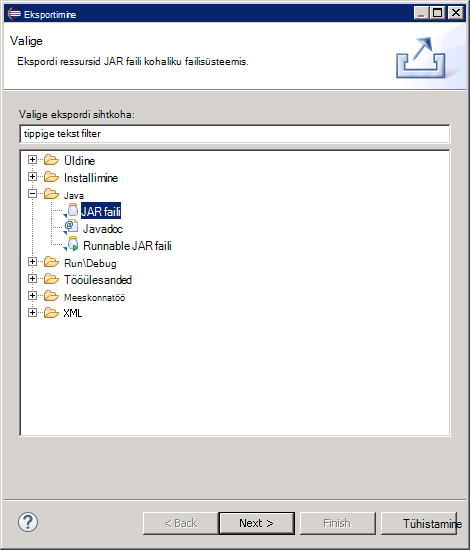 Eksportimine
Valige
Ekspordi ressursid JAR faili kohaliku failisüsteemis.
Valige ekspordi sihtkoha:
tippige tekst filter
Üldine
Installimine
Java
JAR faili
Javadoc
Runnable JAR faili
Run\Debug
Tööülesanded
Meeskonnatöö
XML
< Back
Next >
Finish
Tühistamine